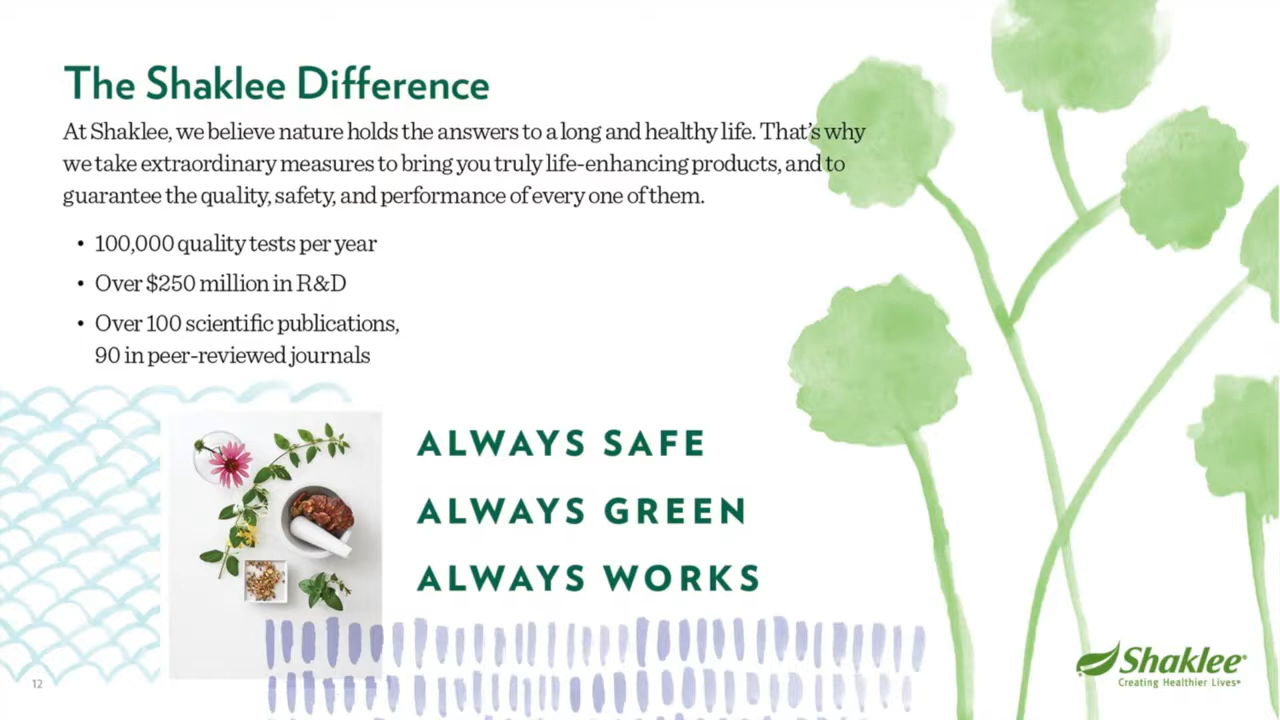 The Shaklee Difference
At Shaklee, we believe nature holds the answers to a long and healthy life. That's why
we take extraordinary measures to bring you truly life-enhancing products, and to
guarantee the quality, safety, and performance of every one of them.
• 100,000 quality tests per year
• Over $250 million in R&D
• Over 100 scientific publications,
90 in peer-reviewed journals
ALWAYS SAFE
ALWAYS GREEN
ALWAYS WORKS
Shaklee®
Creating Healthier Lives®
12